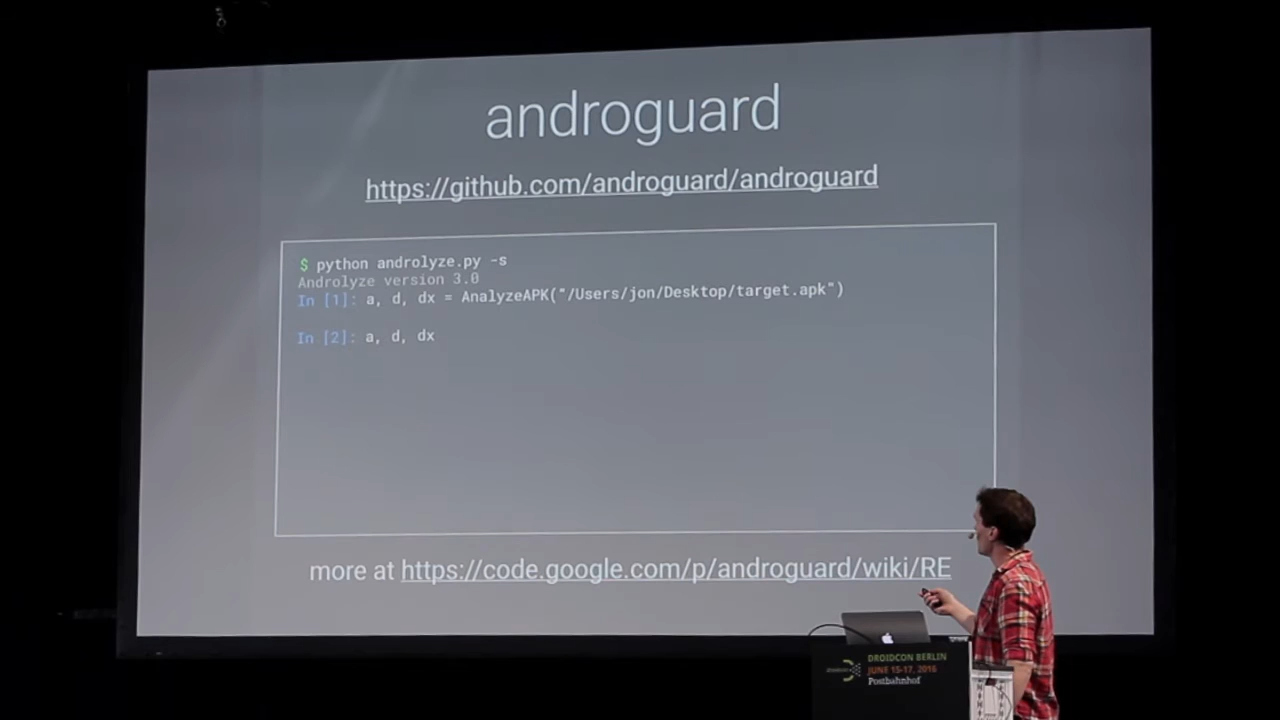 androguard
https://github.com/androguard/androguard
$ python androlyze.py -s
Androlyze version 3.0
In [1]: a, d, dx = AnalyzeAPK("/Users/jon/Desktop/target.apk")
In [2]: a, d, dx
more at https://code.google.com/p/androguard/wiki/RE
droidcon
DROIDCON BERLIN
JUNE 15-17, 2016
Postbahnhof